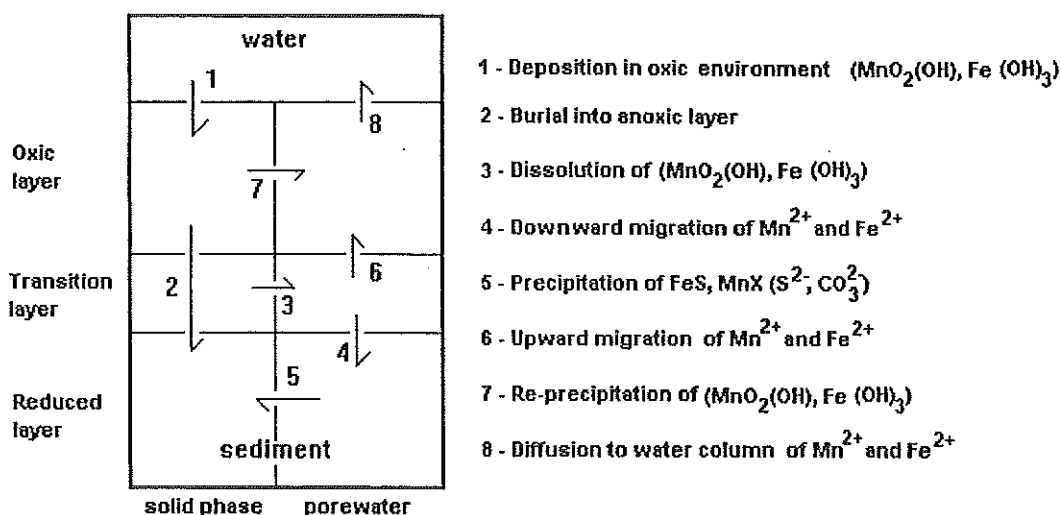 water
1
8
Oxic
layer
7
2
6
Transition
layer
3
4
5
Reduced
layer
sediment
solid phase porewater
1 - Deposition in oxic environment (MnO2(OH), Fe (OH)3)
2 - Burial into anoxic layer
3 - Dissolution of (MnO2(OH), Fe (OH)3)
4 - Downward migration of Mn2+ and Fe2+
5 - Precipitation of FeS, MnX (S2-, CO32-)
6 - Upward migration of Mn2+ and Fe2+
7 - Re-precipitation of (MnO2(OH), Fe (OH)3)
8 - Diffusion to water column of Mn2+ and Fe2+